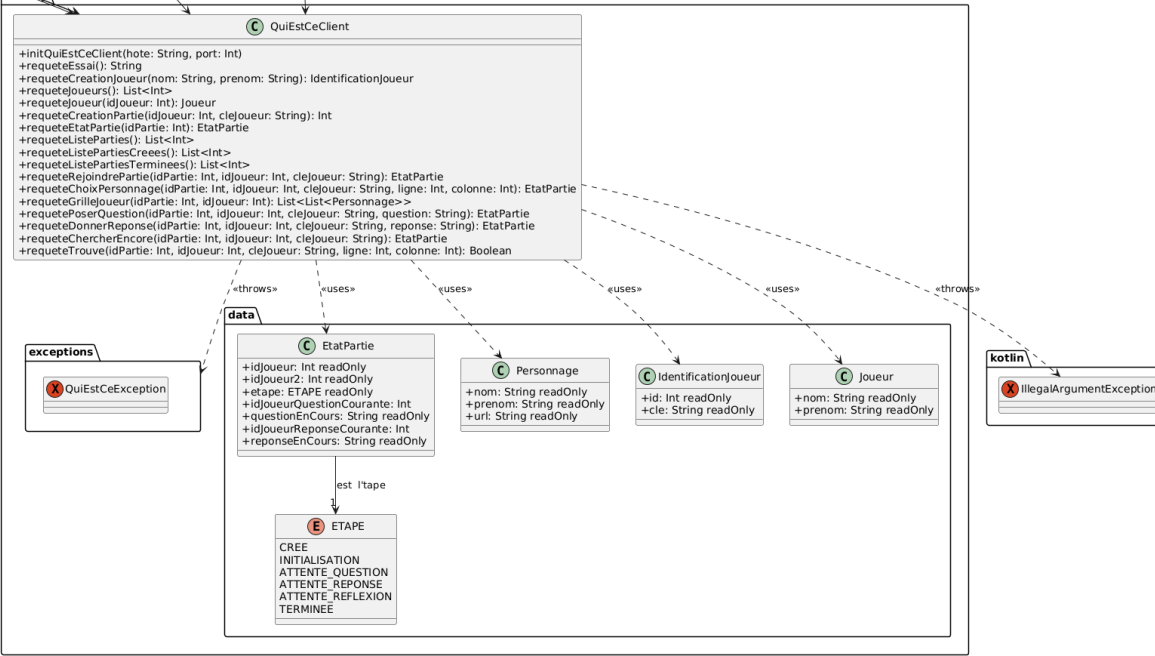 C QuiEstCeClient
+initQuiEstCeClient(hote: String, port: Int)
+requeteEssai(): String
+requeteCreationJoueur(nom: String, prenom: String): IdentificationJoueur
+requeteJoueurs(): List<Int>
+requeteJoueur(idJoueur: Int): Joueur
+requeteCreationPartie(idJoueur: Int, cleJoueur: String): Int
+requeteEtatPartie(idPartie: Int): EtatPartie
+requeteListeParties(): List<Int>
+requeteListePartiesCreees(): List<Int>
+requeteListePartiesTerminees(): List<Int>
+requeteRejoindrePartie(idPartie: Int, idJoueur: Int, cleJoueur: String): EtatPartie
+requeteChoixPersonnage(idPartie: Int, idJoueur: Int, cleJoueur: String, ligne: Int, colonne: Int): EtatPartie
+requeteGrilleJoueur(idPartie: Int, idJoueur: Int): List<List<Personnage>>
+requetePoserQuestion(idPartie: Int, idJoueur: Int, cleJoueur: String, question: String): EtatPartie
+requeteDonnerReponse(idPartie: Int, idJoueur: Int, cleJoueur: String, reponse: String): EtatPartie
+requeteChercherEncore(idPartie: Int, idJoueur: Int, cleJoueur: String): EtatPartie
+requeteTrouve(idPartie: Int, idJoueur: Int, cleJoueur: String, ligne: Int, colonne: Int): Boolean
«throws»
«uses»
«uses»
«uses»
«uses»
«throws»
exceptions
X QuiEstCeException
data
C EtatPartie
+idJoueur: Int readOnly
+idJoueur2: Int readOnly
+etape: ETAPE readOnly
+idJoueurQuestionCourante: Int
+questionEnCours: String readOnly
+idJoueurReponseCourante: Int
+reponseEnCours: String readOnly
C Personnage
+nom: String readOnly
+prenom: String readOnly
+url: String readOnly
C IdentificationJoueur
+id: Int readOnly
+cle: String readOnly
C Joueur
+nom: String readOnly
+prenom: String readOnly
kotlin
X IllegalArgumentException
est l'tape
1
E ETAPE
CREE
INITIALISATION
ATTENTE_QUESTION
ATTENTE_REPONSE
ATTENTE_REFLEXION
TERMINEE